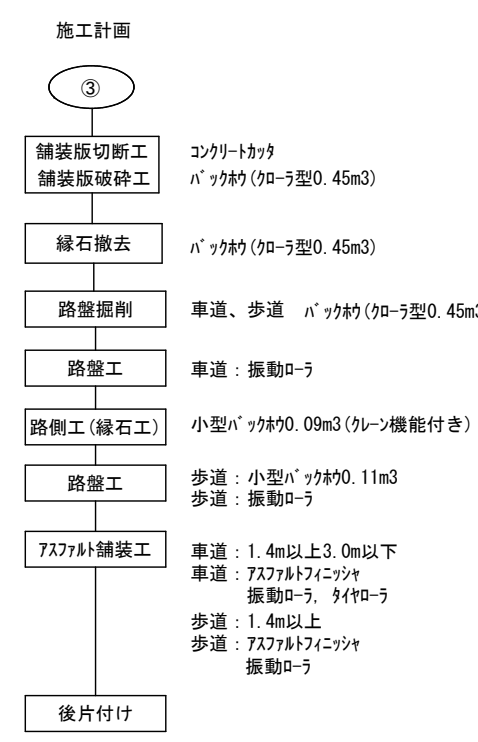 施工計画
③
舗装版切断工 ｺﾝｸﾘｰﾄｶｯﾀ
舗装版破砕工 ﾊﾞｯｸﾎｳ(ｸﾛｰﾗ型0.45m3)
縁石撤去 ﾊﾞｯｸﾎｳ(ｸﾛｰﾗ型0.45m3)
路盤掘削 車道、歩道 ﾊﾞｯｸﾎｳ(ｸﾛｰﾗ型0.45m3
路盤工 車道：振動ﾛｰﾗ
路側工(縁石工) 小型ﾊﾞｯｸﾎｳ0.09m3(ｸﾚｰﾝ機能付き)
路盤工 歩道：小型ﾊﾞｯｸﾎｳ0.11m3
歩道：振動ﾛｰﾗ
ｱｽﾌｧﾙﾄ舗装工 車道：1.4m以上3.0m以下
車道：ｱｽﾌｧﾙﾄﾌｨﾆｯｼｬ
振動ﾛｰﾗ, ﾀｲﾔﾛｰﾗ
歩道：1.4m以上
歩道：ｱｽﾌｧﾙﾄﾌｨﾆｯｼｬ
振動ﾛｰﾗ
後片付け